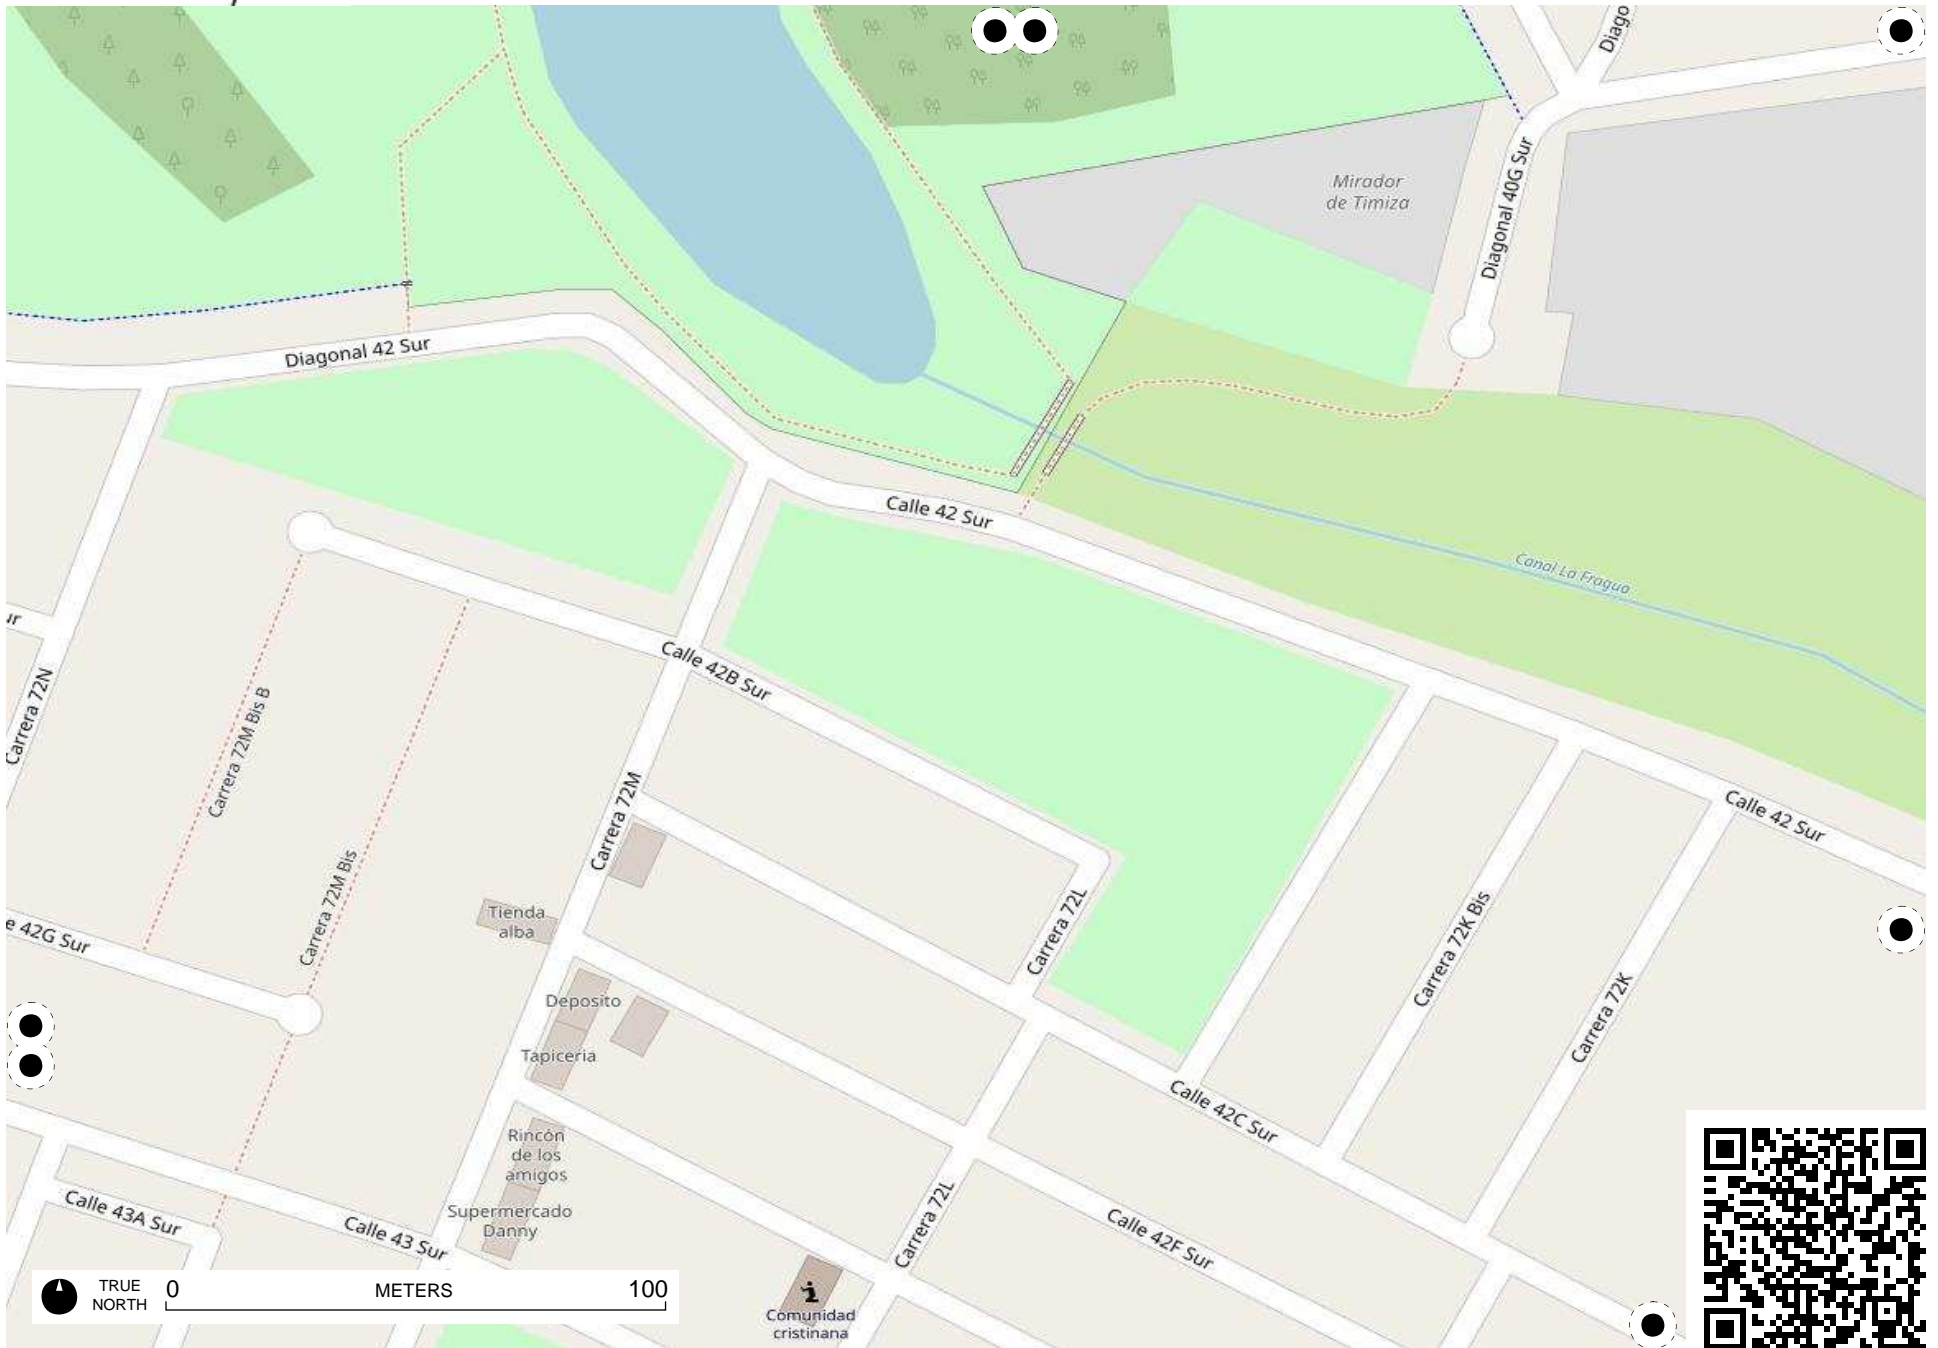 Diago
Mirador
de Timiza
Diagonal 40G Sur
Diagonal 42 Sur
Calle 42 Sur
Canal La Fragua
ur
Carrera 72N
Carrera 72M Bis B
Calle 42B Sur
Carrera 72M
Calle 42 Sur
Carrera 72M Bis
Tienda
alba
Carrera 72L
Carrera 72K Bis
e 42G Sur
Carrera 72K
Deposito
Tapiceria
Calle 42C Sur
Rincón
de los
amigos
Calle 43A Sur
Supermercado
Danny
Calle 43 Sur
Carrera 72L
Calle 42F Sur
TRUE
NORTH
0 METERS 100
Comunidad
cristinana